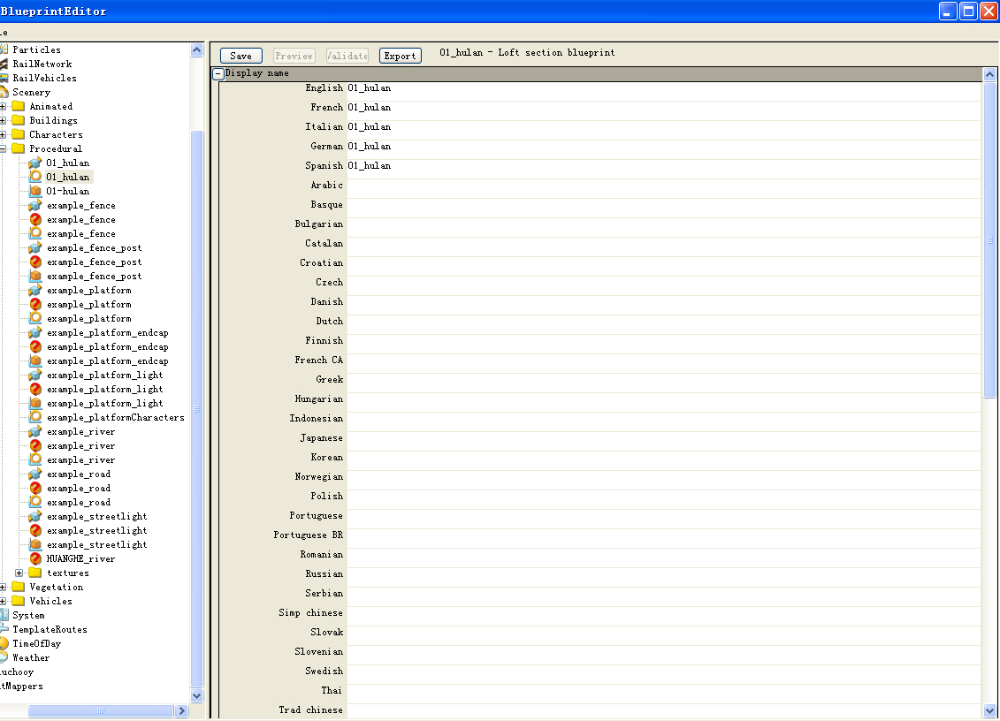 BlueprintEditor
le
Particles
RailNetwork
RailVehicles
Scenery
Animated
Buildings
Characters
Procedural
01_hulan
01_hulan
01-hulan
example_fence
example_fence
example_fence
example_fence_post
example_fence_post
example_fence_post
example_platform
example_platform
example_platform
example_platform_endcap
example_platform_endcap
example_platform_endcap
example_platform_light
example_platform_light
example_platform_light
example_platformCharacters
example_river
example_river
example_river
example_road
example_road
example_road
example_streetlight
example_streetlight
example_streetlight
HUANGHE_river
textures
Vegetation
Vehicles
System
TemplateRoutes
TimeOfDay
Weather
uchooy
tMappers
Save Preview Validate Export 01_hulan - Loft section blueprint
Display name
English 01_hulan
French 01_hulan
Italian 01_hulan
German 01_hulan
Spanish 01_hulan
Arabic
Basque
Bulgarian
Catalan
Croatian
Czech
Danish
Dutch
Finnish
French CA
Greek
Hungarian
Indonesian
Japanese
Korean
Norwegian
Polish
Portuguese
Portuguese BR
Romanian
Russian
Serbian
Simp chinese
Slovak
Slovenian
Swedish
Thai
Trad chinese